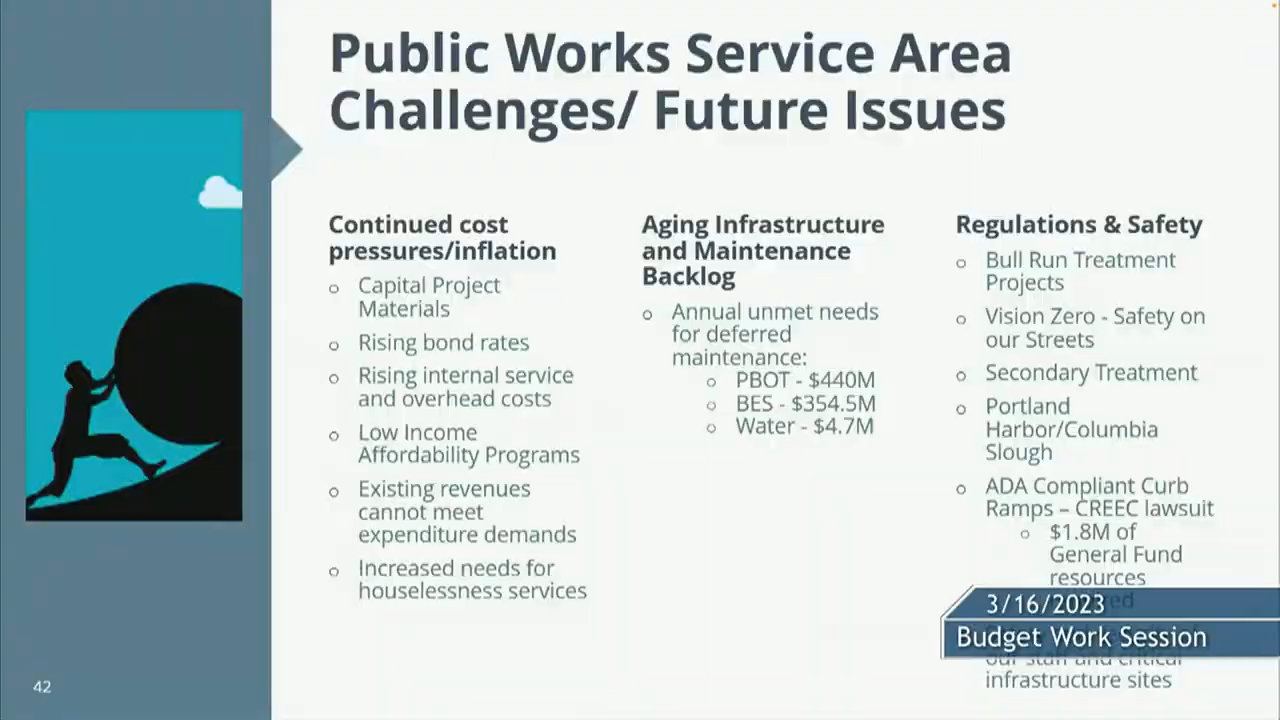 Public Works Service Area
Challenges/ Future Issues
Continued cost
pressures/inflation
o Capital Project
Materials
o Rising bond rates
o Rising internal service
and overhead costs
o Low Income
Affordability Programs
o Existing revenues
cannot meet
expenditure demands
o Increased needs for
houselessness services
Aging Infrastructure
and Maintenance
Backlog
o Annual unmet needs
for deferred
maintenance:
o PBOT - $440M
o BES - $354.5M
o Water - $4.7M
Regulations & Safety
o Bull Run Treatment
Projects
o Vision Zero - Safety on
our Streets
o Secondary Treatment
o Portland
Harbor/Columbia
Slough
o ADA Compliant Curb
Ramps – CREEC lawsuit
o $1.8M of
General Fund
resources
our staff and critical
infrastructure sites
3/16/2023
Budget Work Session
42